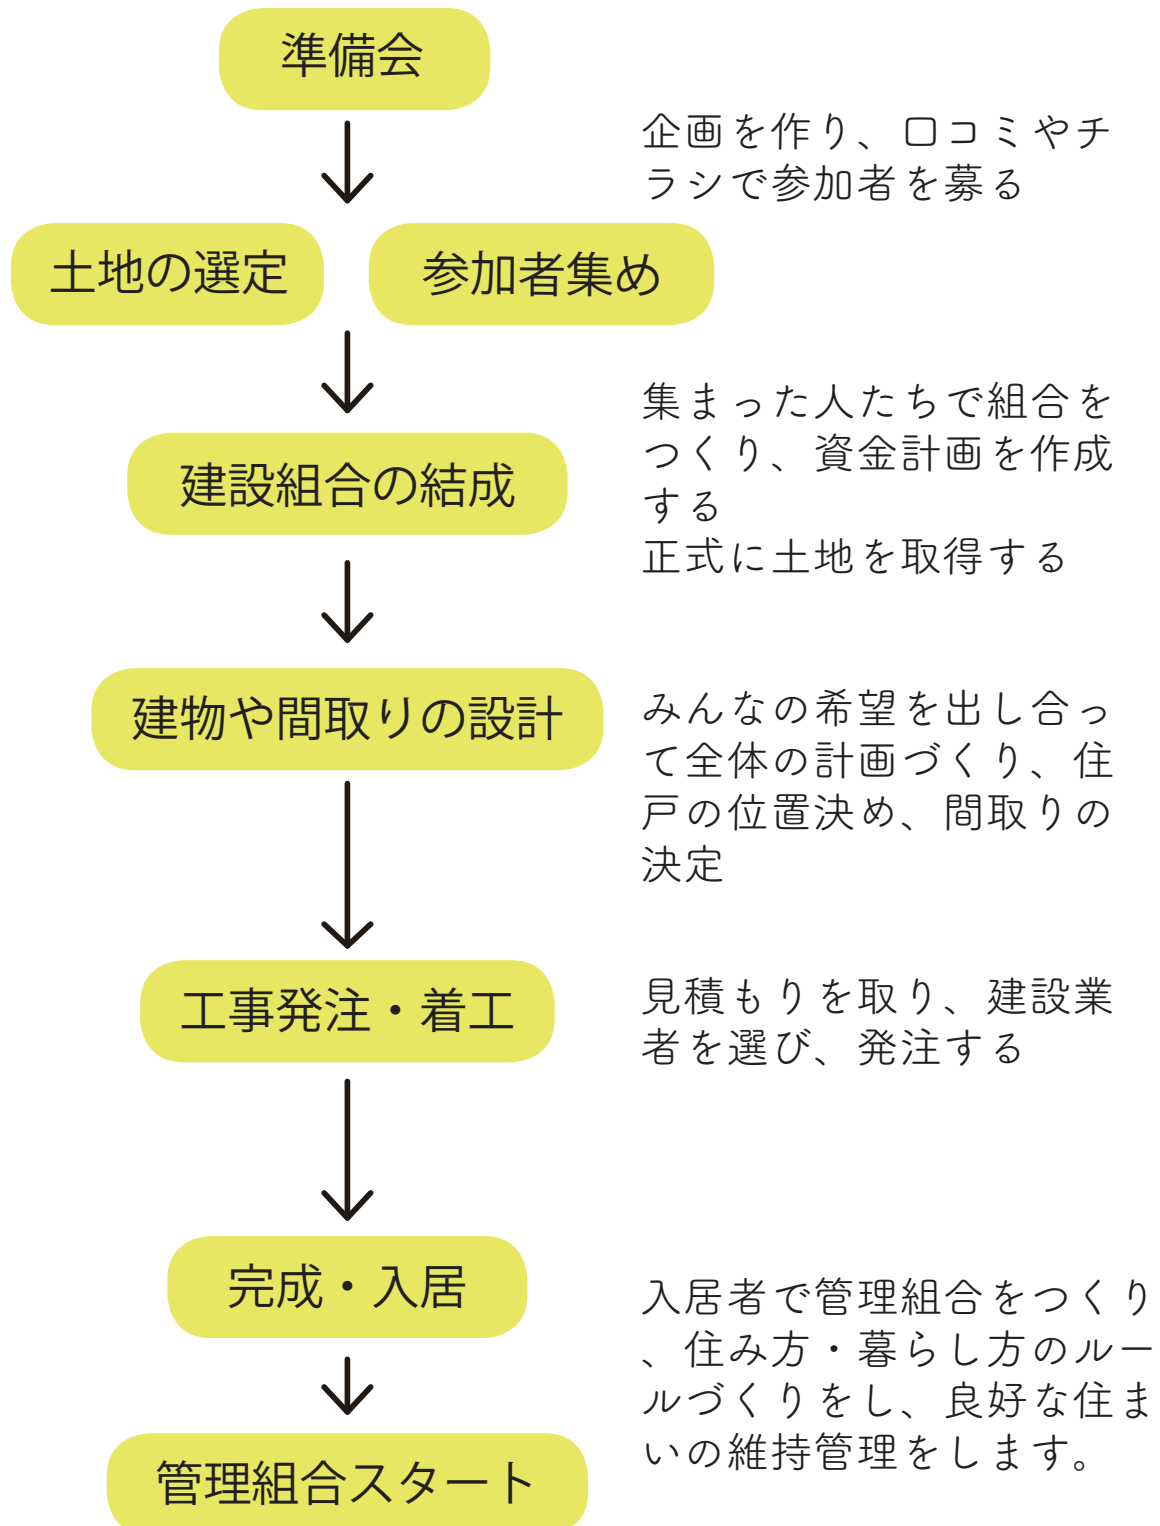 準備会
企画を作り、口コミやチ
ラシで参加者を募る
土地の選定
参加者集め
集まった人たちで組合を
つくり、資金計画を作成
する
正式に土地を取得する
建設組合の結成
建物や間取りの設計
みんなの希望を出し合っ
て全体の計画づくり、住
戸の位置決め、間取りの
決定
工事発注・着工
見積もりを取り、建設業
者を選び、発注する
完成・入居
入居者で管理組合をつくり
、住み方・暮らし方のルー
ルづくりをし、良好な住ま
いの維持管理をします。
管理組合スタート